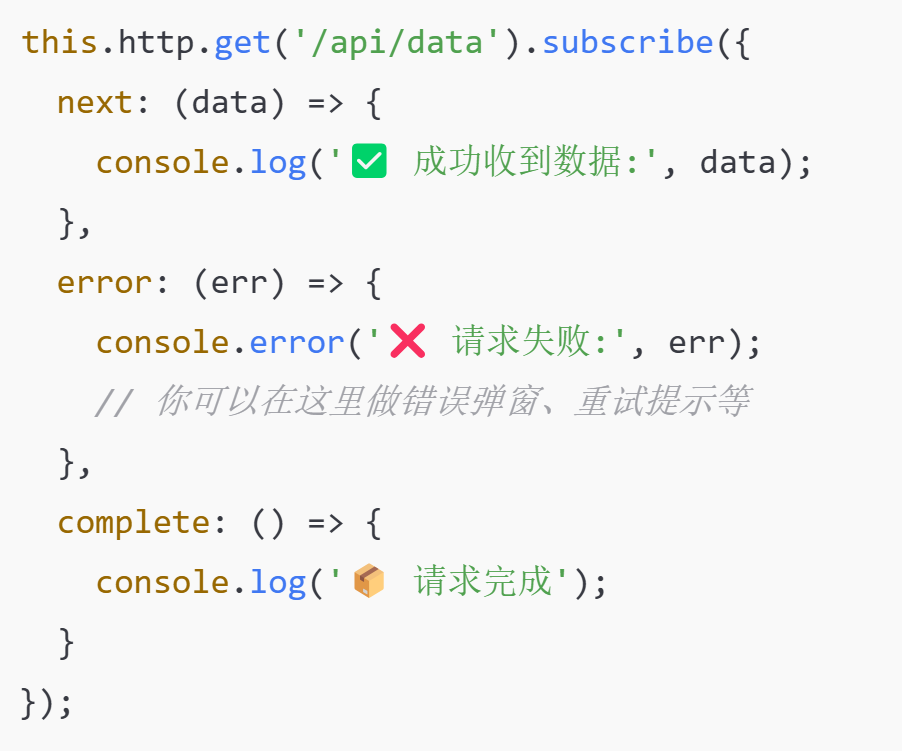 this.http.get('/api/data').subscribe({
  next: (data) => {
    console.log('✅ 成功收到数据:', data);
  },
  error: (err) => {
    console.error('❌ 请求失败:', err);
    // 你可以在这里做错误弹窗、重试提示等
  },
  complete: () => {
    console.log('📦 请求完成');
  }
});